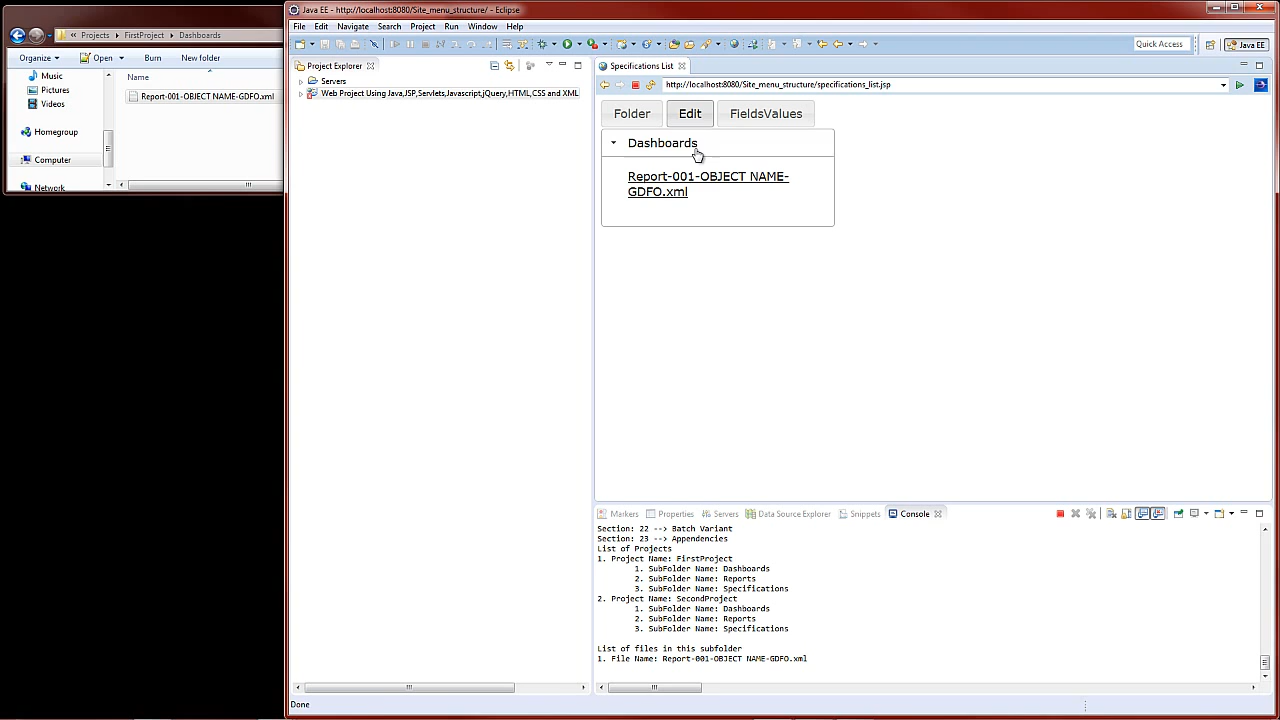 Projects
FirstProject
Dashboards
Organize
Open
Burn
New folder
Music
Pictures
Videos
Homegroup
Computer
Network
Name
Report-001-OBJECT NAME-GDFO.xml
Java EE - http://localhost:8080/Site_menu_structure/ - Eclipse
File Edit Navigate Search Project Run Window Help
Quick Access
Java EE
Project Explorer
Servers
Web Project Using Java,JSP,Servlets,Javascript,jQuery,HTML,CSS and XML
Specifications List
http://localhost:8080/Site_menu_structure/specifications_list.jsp
Folder
Edit
FieldsValues
Dashboards
Report-001-OBJECT NAME-
GDFO.xml
Markers
Properties
Servers
Data Source Explorer
Snippets
Console
Section: 22 --> Batch Variant
Section: 23 --> Appendencies
List of Projects
1. Project Name: FirstProject
1. SubFolder Name: Dashboards
2. SubFolder Name: Reports
3. SubFolder Name: Specifications
2. Project Name: SecondProject
1. SubFolder Name: Dashboards
2. SubFolder Name: Reports
3. SubFolder Name: Specifications
List of files in this subfolder
1. File Name: Report-001-OBJECT NAME-GDFO.xml
Done